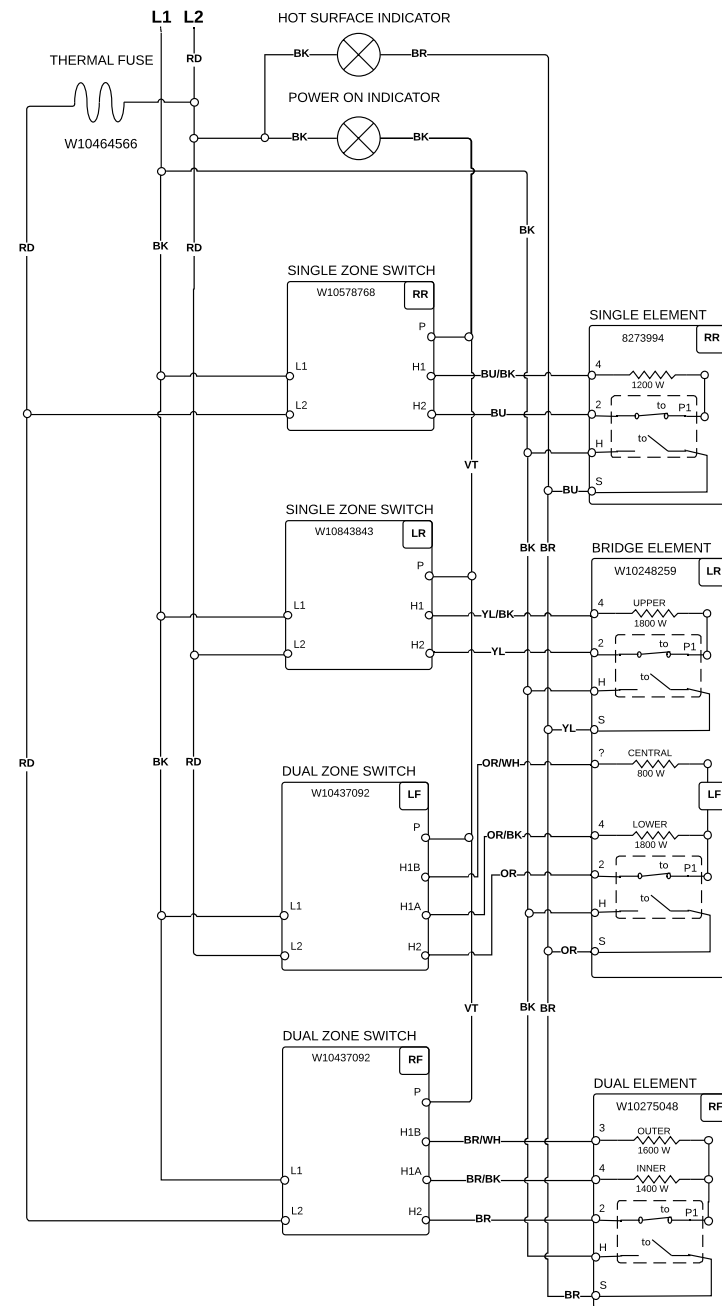 L1 L2
HOT SURFACE INDICATOR
BK BR
RD
THERMAL FUSE
POWER ON INDICATOR
BK BK
W10464566
BK
RD BK RD
SINGLE ZONE SWITCH
W10578768 RR
P
L1 H1
L2 H2
BU/BK
BU
SINGLE ELEMENT
8273994 RR
4
1200 W
2 to P1
H to
S
BU
VT
SINGLE ZONE SWITCH
W10843843 LR
P
L1 H1
L2 H2
YL/BK
YL
BK BR
BRIDGE ELEMENT
W10248259 LR
4 UPPER
1800 W
2 to P1
H to
S
YL
? CENTRAL
800 W
LF
4 LOWER
1800 W
2 to P1
H to
S
OR
RD BK RD
DUAL ZONE SWITCH
W10437092 LF
P
H1B
L1 H1A
L2 H2
OR/WH
OR/BK
OR
VT BK BR
DUAL ZONE SWITCH
W10437092 RF
P
H1B
L1 H1A
L2 H2
BR/WH
BR/BK
BR
DUAL ELEMENT
W10275048 RF
3 OUTER
1600 W
4 INNER
1400 W
2 to P1
H to
S
BR